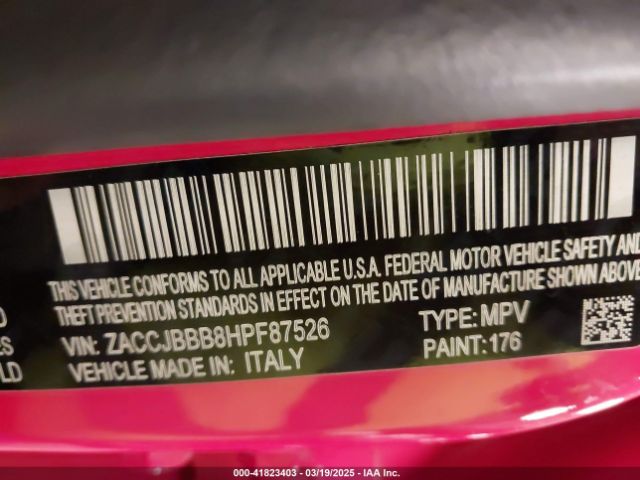 THIS VEHICLE CONFORMS TO ALL APPLICABLE U.S.A. FEDERAL MOTOR VEHICLE SAFETY AND
THEFT PREVENTION STANDARDS IN EFFECT ON THE DATE OF MANUFACTURE SHOWN ABOVE
VIN: ZACCJBBB8HPF87526 TYPE: MPV
VEHICLE MADE IN: ITALY PAINT: 176
000-41823403 - 03/19/2025 - IAA Inc.